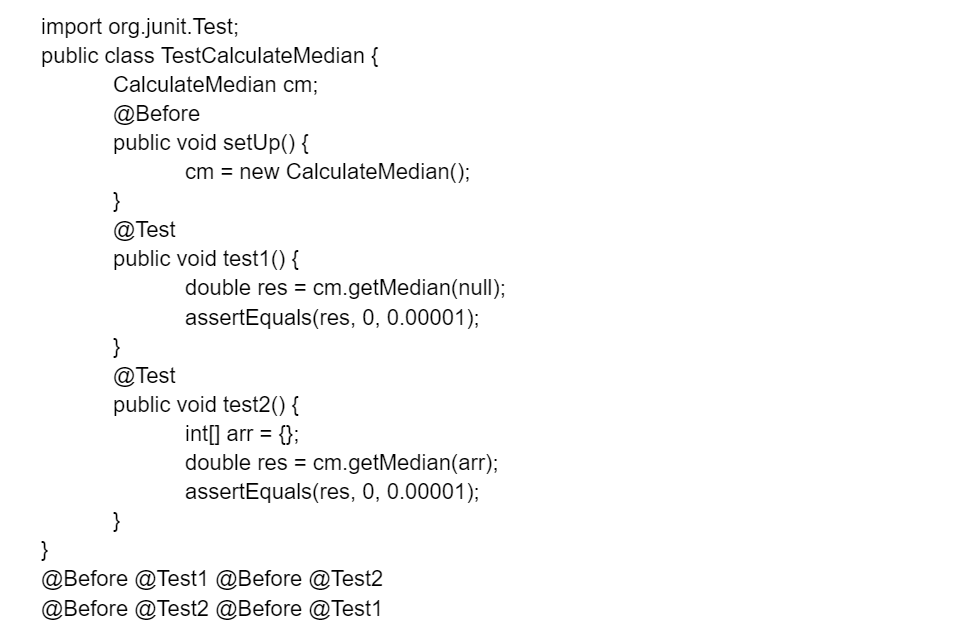 import org.junit.Test;
public class TestCalculateMedian {
CalculateMedian cm;
@Before
public void setUp() {
cm = new CalculateMedian();
}
@Test
public void test1() {
double res = cm.getMedian(null);
assertEquals(res, 0, 0.00001);
}
@Test
public void test2() {
int[] arr = {};
double res = cm.getMedian(arr);
assertEquals(res, 0, 0.00001);
}
}
@Before @Test1 @Before @Test2
@Before @Test2 @Before @Test1